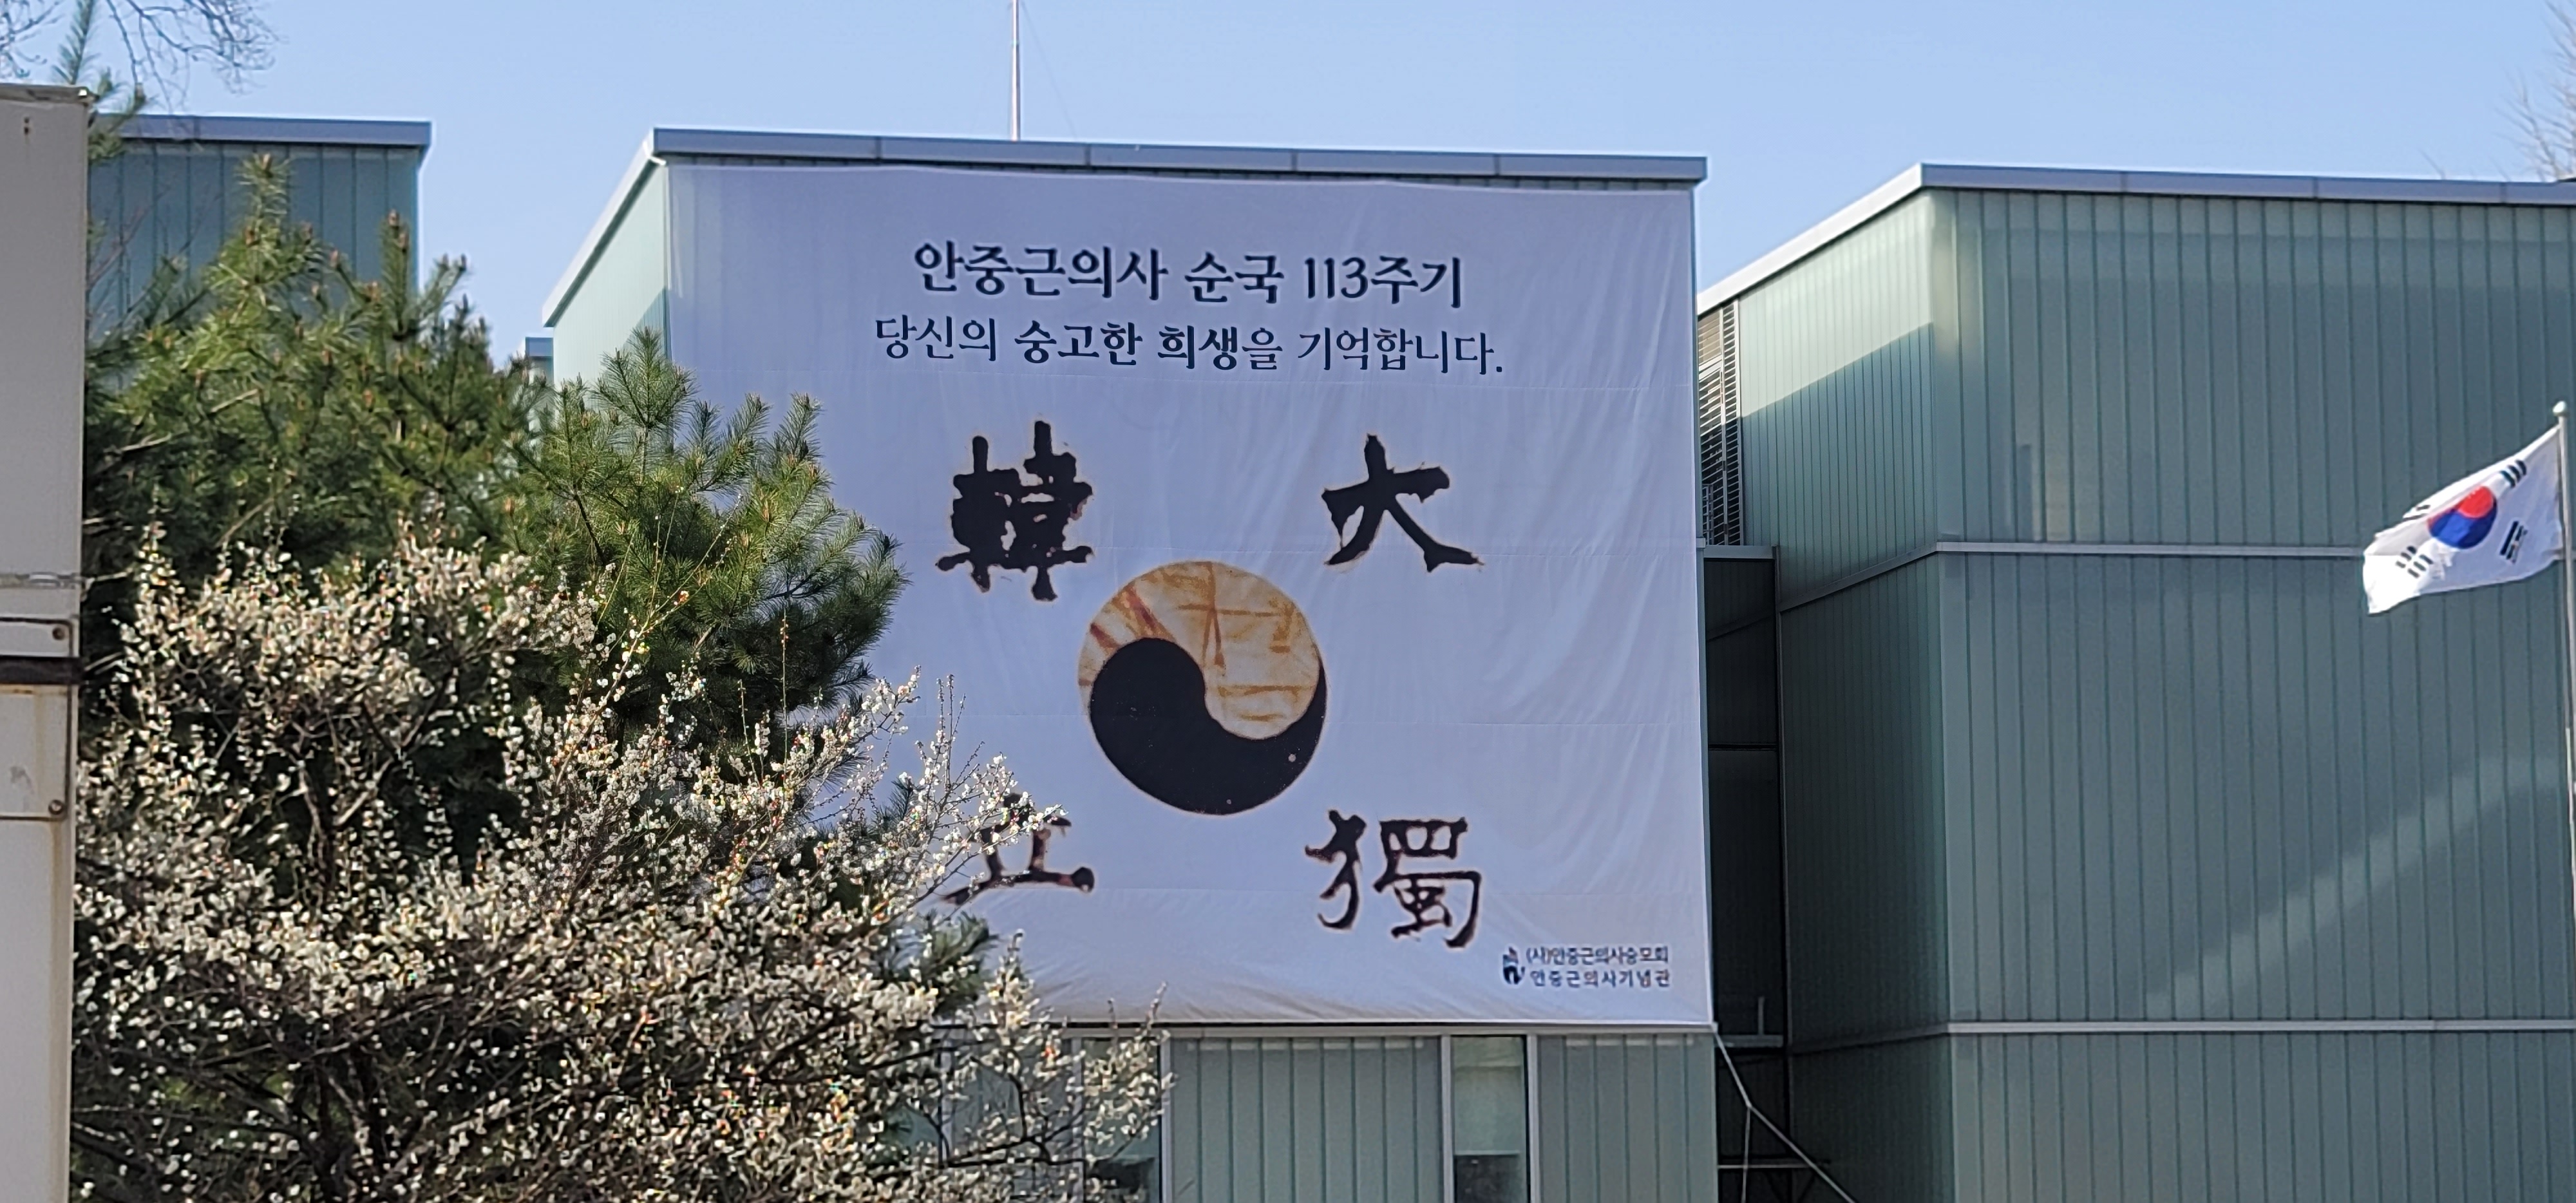 안중근의사 순국 113주기
당신의 숭고한 희생을 기억합니다.
韓 大
立 獨
(사)안중근의사숭모회
안중근의사기념관